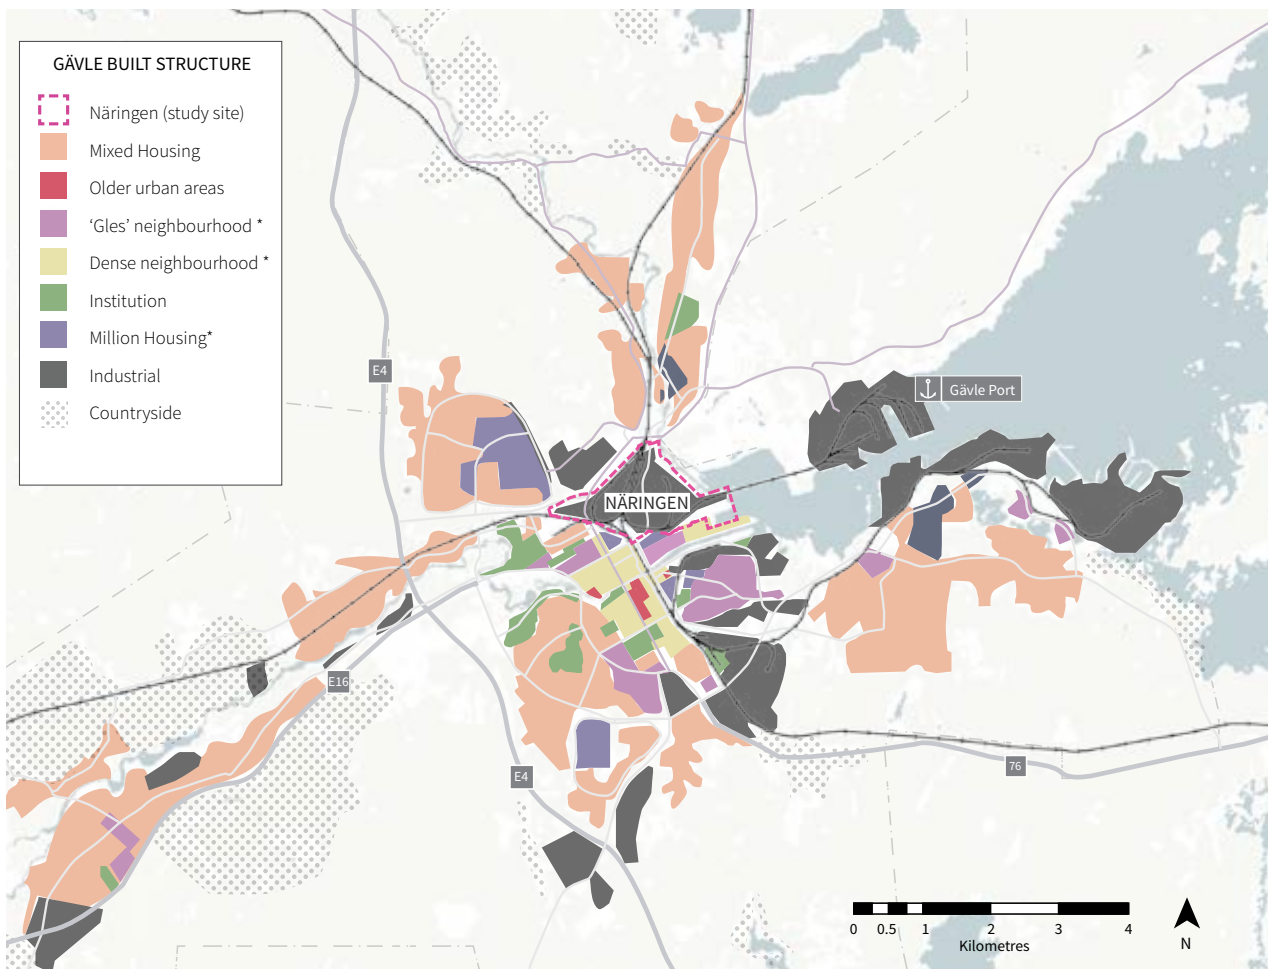 GÄVLE BUILT STRUCTURE
Näringen (study site)
Mixed Housing
Older urban areas
‘Gles’ neighbourhood *
Dense neighbourhood *
Institution
Million Housing*
Industrial
Countryside
E4
Gävle Port
NÄRINGEN
E16
E4
76
0 0.5 1 2 3 4
Kilometres
N